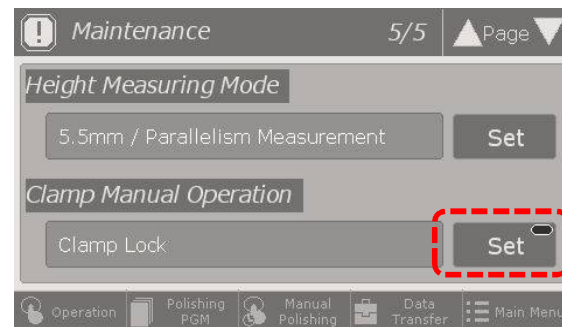 Maintenance 5/5 Page
Height Measuring Mode
5.5mm / Parallelism Measurement Set
Clamp Manual Operation
Clamp Lock Set
Operation Polishing PGM Manual Polishing Data Transfer Main Menu